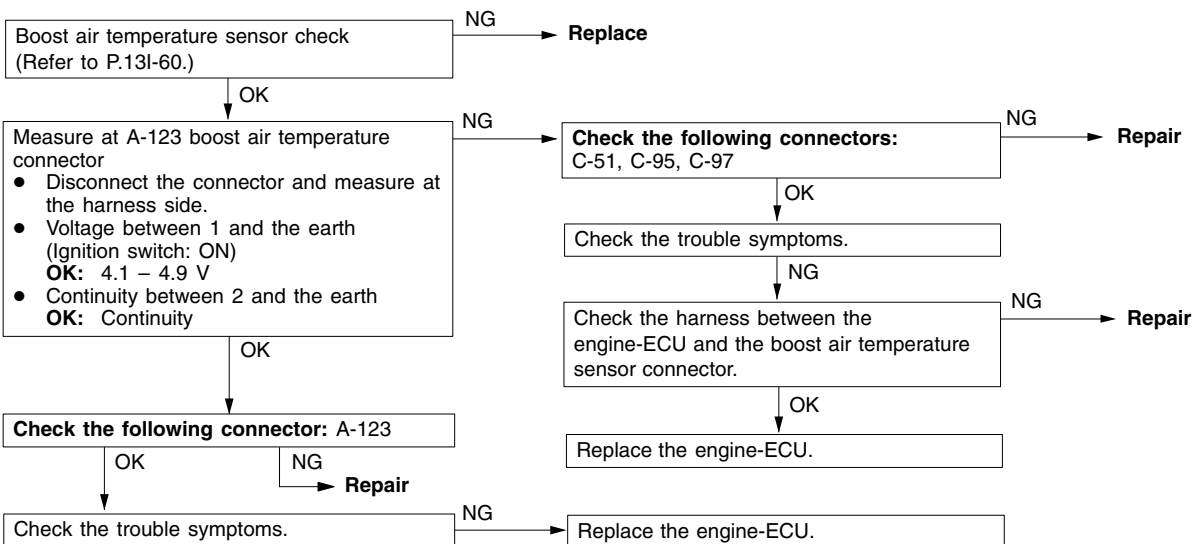 Boost air temperature sensor check
(Refer to P.13I-60.)
NG
Replace
OK
Measure at A-123 boost air temperature
connector
● Disconnect the connector and measure at
the harness side.
● Voltage between 1 and the earth
(Ignition switch: ON)
OK: 4.1 – 4.9 V
● Continuity between 2 and the earth
OK: Continuity
NG
Check the following connectors:
C-51, C-95, C-97
NG
Repair
OK
Check the trouble symptoms.
NG
Check the harness between the
engine-ECU and the boost air temperature
sensor connector.
NG
Repair
OK
Replace the engine-ECU.
OK
Check the following connector: A-123
OK
NG
Repair
Check the trouble symptoms.
NG
Replace the engine-ECU.